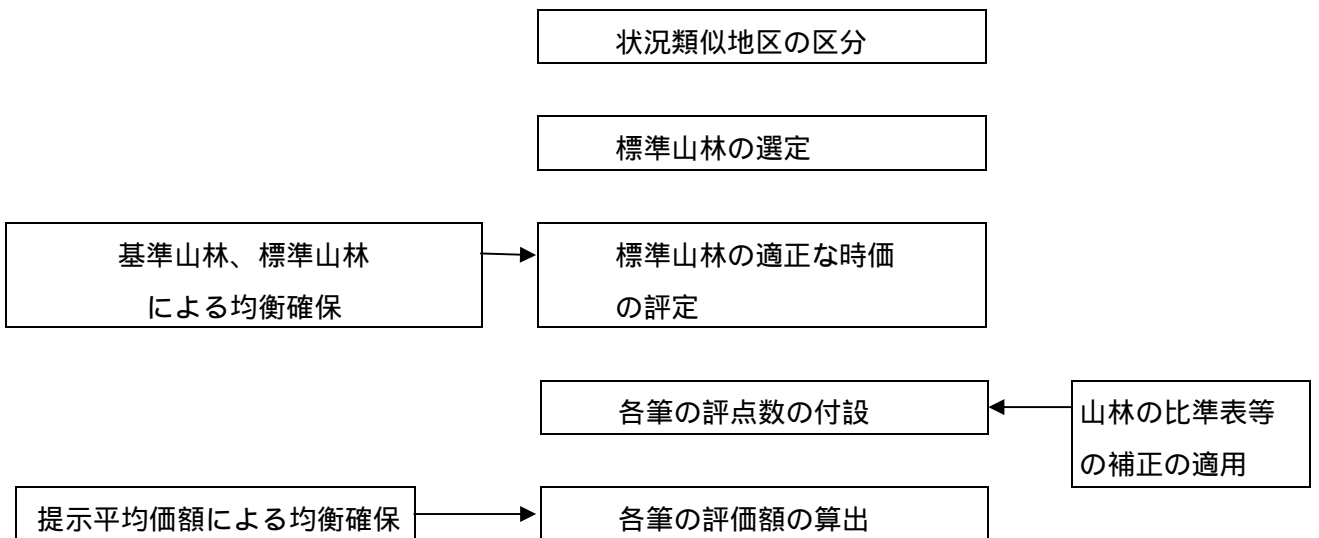 状況類似地区の区分
標準山林の選定
基準山林、標準山林
による均衡確保
標準山林の適正な時価
の評定
各筆の評点数の付設
山林の比準表等
の補正の適用
提示平均価額による均衡確保
各筆の評価額の算出